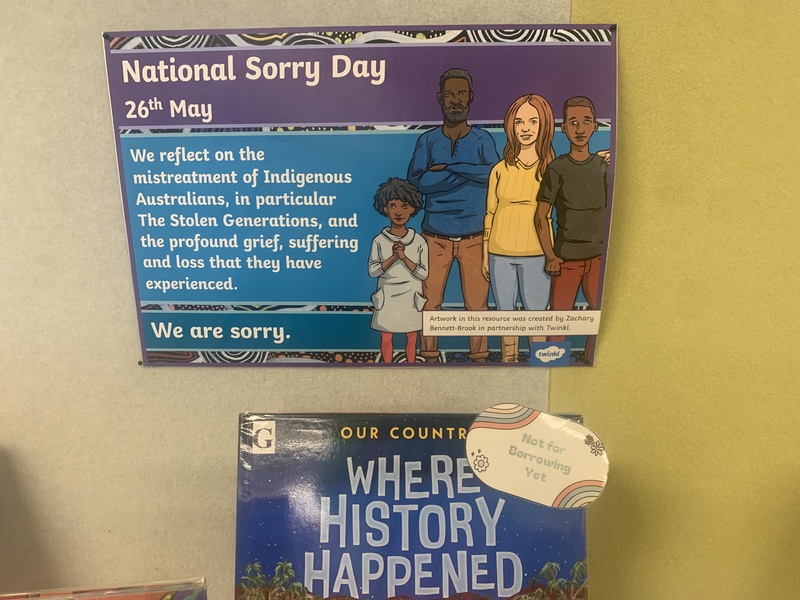 National Sorry Day
26th May
We reflect on the
mistreatment of Indigenous
Australians, in particular
The Stolen Generations, and
the profound grief, suffering
and loss that they have
experienced.
We are sorry.
Artwork in this resource was created by Zachary
Bennett-Brook in partnership with Twinkl.
twinkl
G
OUR COUNTR
Not for
Borrowing
Yet
WHERE
HISTORY
HAPPENED